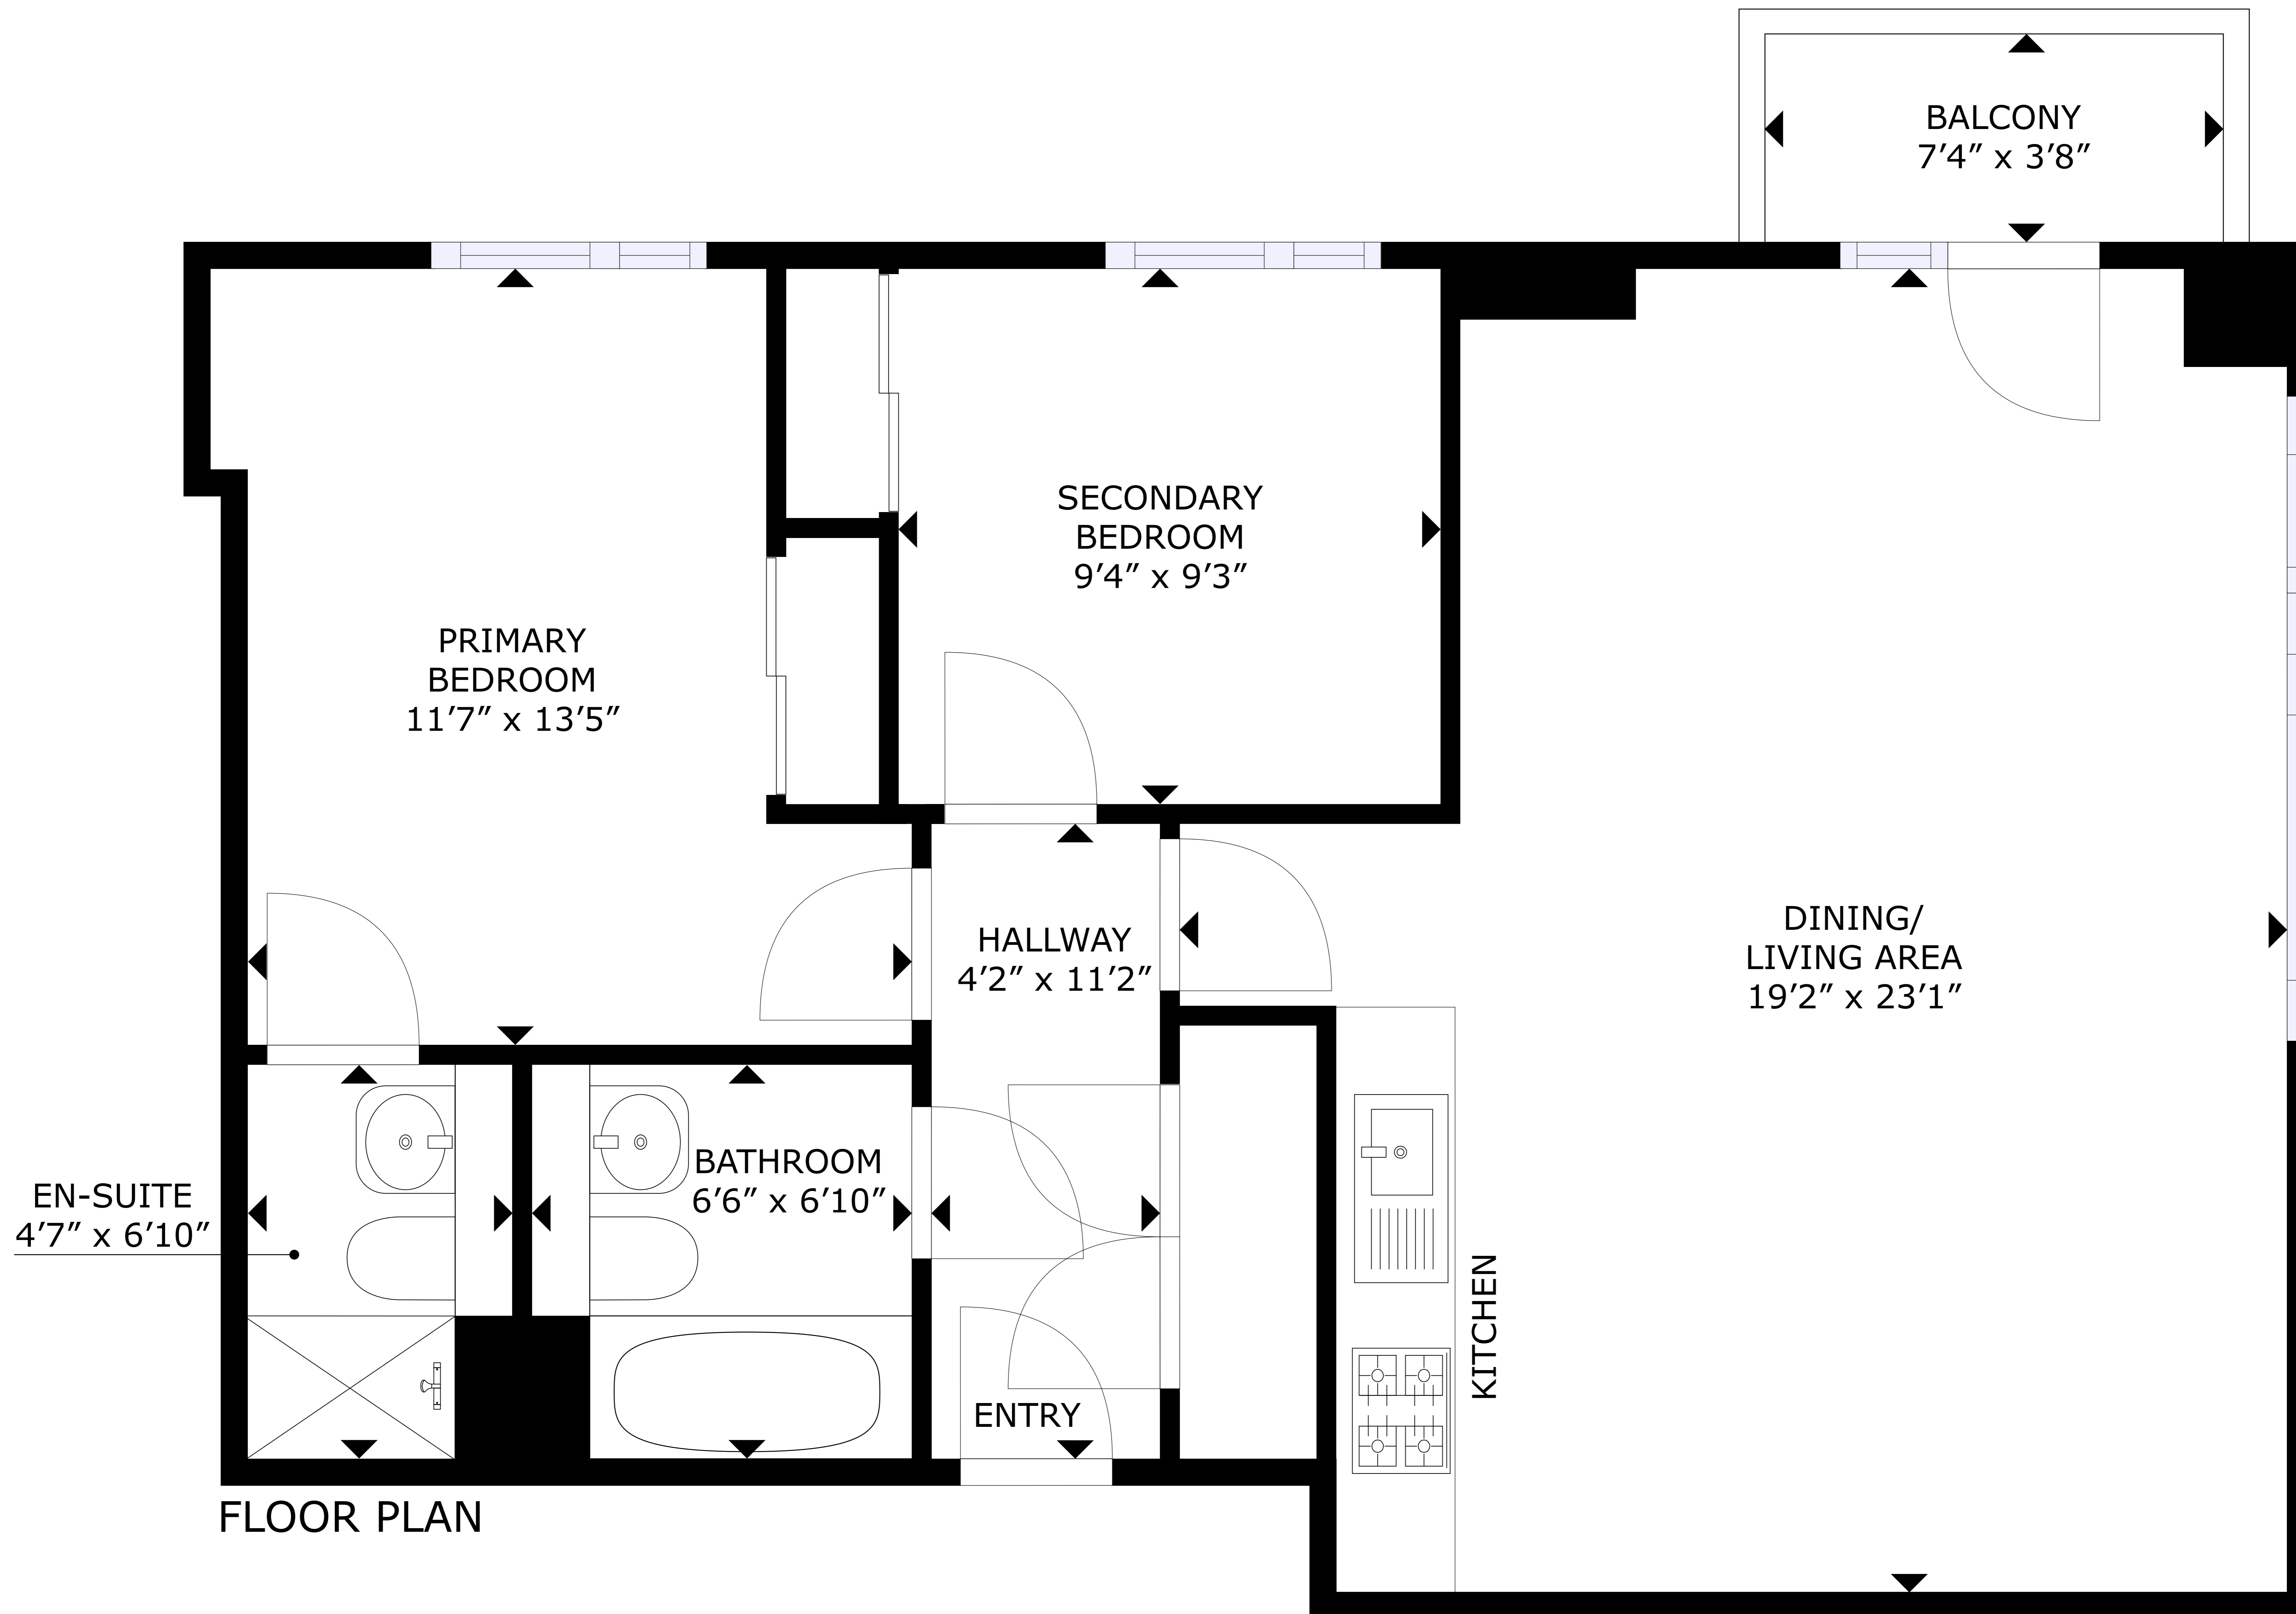 BALCONY
7′4″ x 3′8″
SECONDARY
BEDROOM
9′4″ x 9′3″
PRIMARY
BEDROOM
11′7″ x 13′5″
HALLWAY
4′2″ x 11′2″
DINING/
LIVING AREA
19′2″ x 23′1″
EN-SUITE
4′7″ x 6′10″
BATHROOM
6′6″ x 6′10″
KITCHEN
ENTRY
FLOOR PLAN